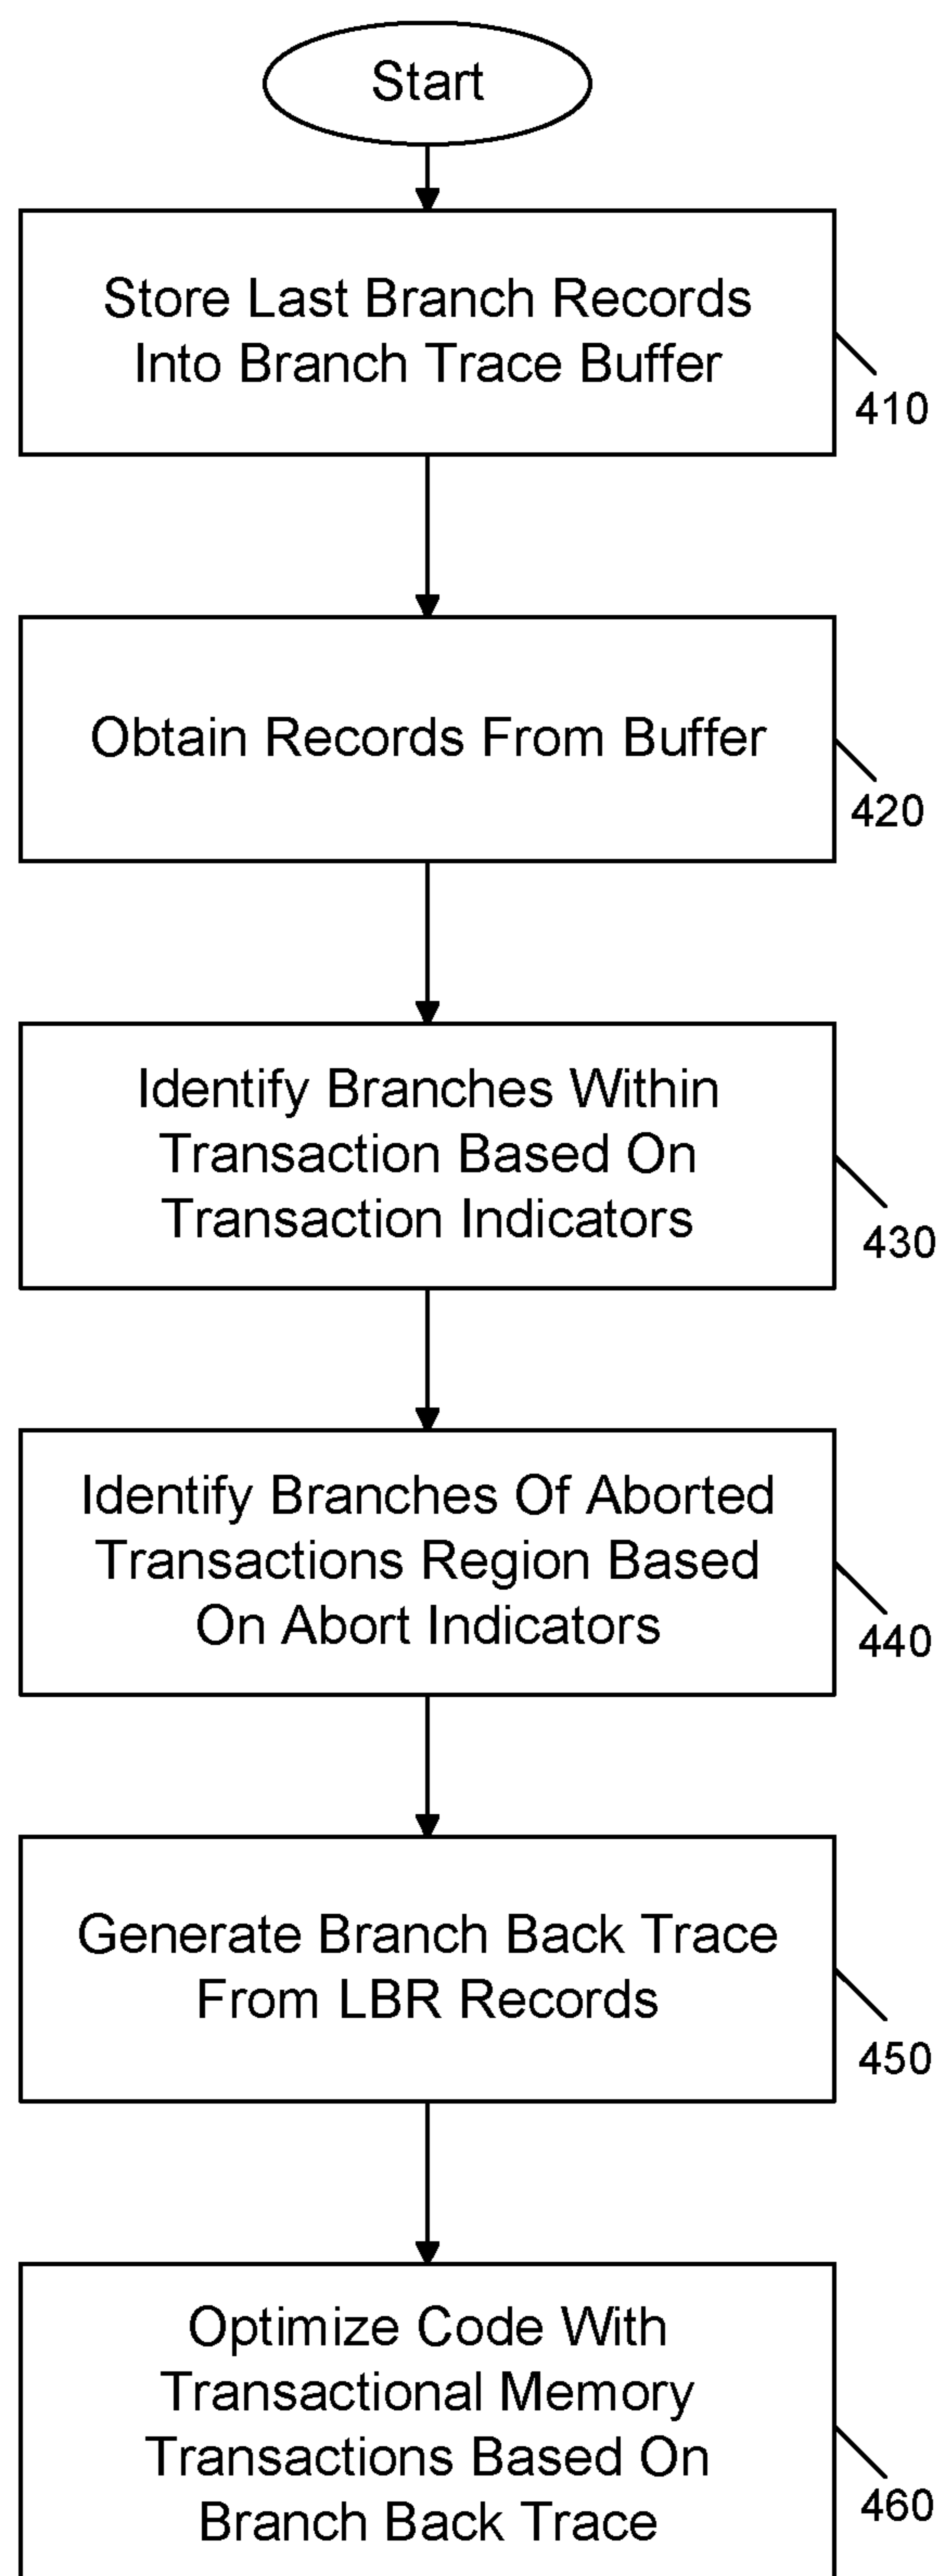 Start
Store Last Branch Records
Into Branch Trace Buffer
410
Obtain Records From Buffer
420
Identify Branches Within
Transaction Based On
Transaction Indicators
430
Identify Branches Of Aborted
Transactions Region Based
On Abort Indicators
440
Generate Branch Back Trace
From LBR Records
450
Optimize Code With
Transactional Memory
Transactions Based On
Branch Back Trace
460